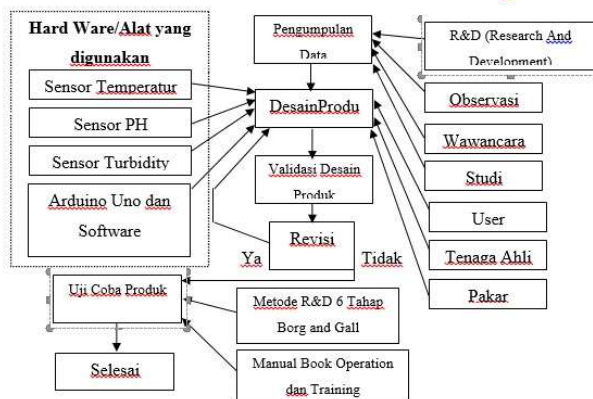 Hard Ware/Alat yang
digunakan
Sensor Temperatur
Sensor PH
Sensor Turbidity
Arduino Uno dan
Software
Pengumpulan
Data
DesainProdu
Validasi Desain
Produk
Revisi
Ya
Tidak
R&D (Research And
Development)
Observasi
Wawancara
Studi
User
Tenaga Ahli
Pakar
Uji Coba Produk
Selesai
Metode R&D 6 Tahap
Borg and Gall
Manual Book Operation
dan Training